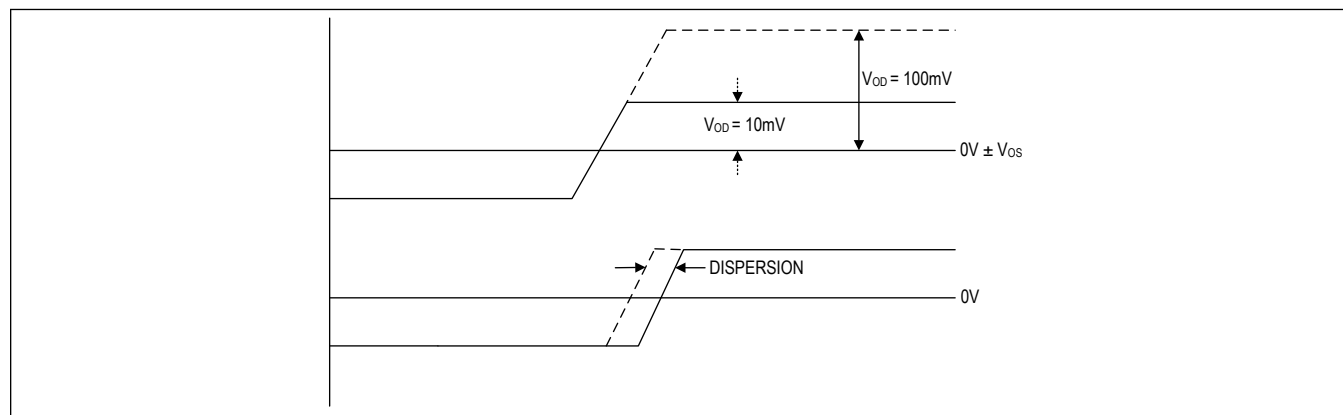 V_OD = 100mV
V_OD = 10mV
0V ± V_OS
DISPERSION
0V